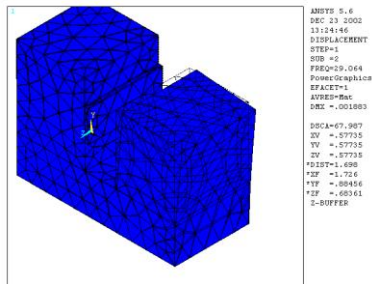 1
ANSYS 5.6
DEC 23 2002
13:24:46
DISPLACEMENT
STEP=1
SUB =2
FREQ=29.064
PowerGraphics
EFACET=1
AVRES=Mat
DMX =.001883
DSCA=67.987
XV =.57735
YV =.57735
ZV =.57735
*DIST=1.698
*XF =1.726
*YF =.88456
*ZF =.68361
Z-BUFFER
Y